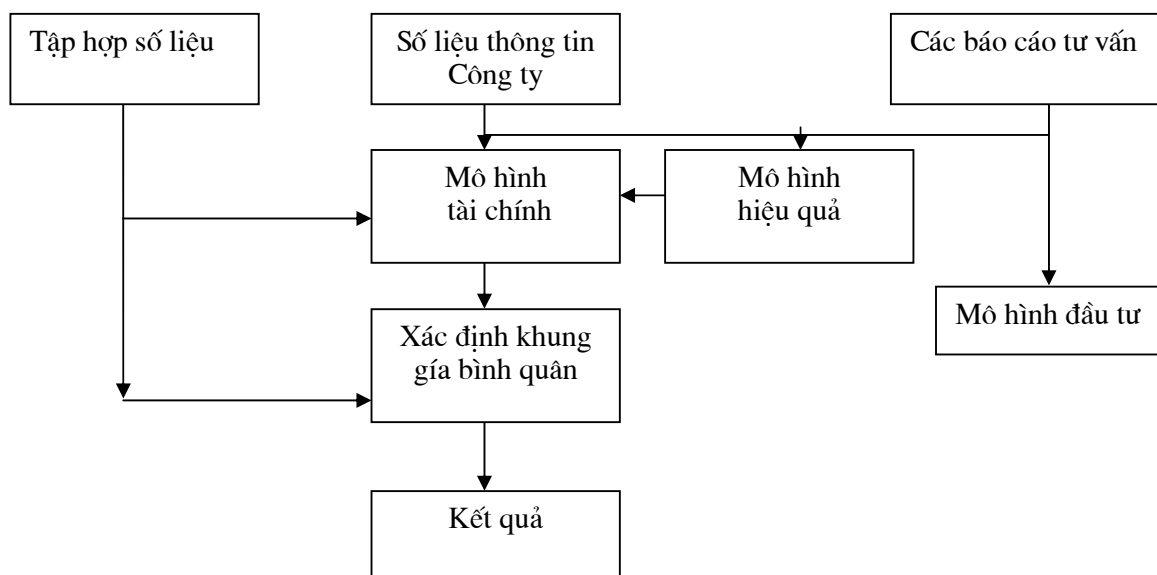 Tập hợp số liệu
Số liệu thông tin
Công ty
Các báo cáo tư vấn
Mô hình
tài chính
Mô hình
hiệu quả
Mô hình đầu tư
Xác định khung
gía bình quân
Kết quả